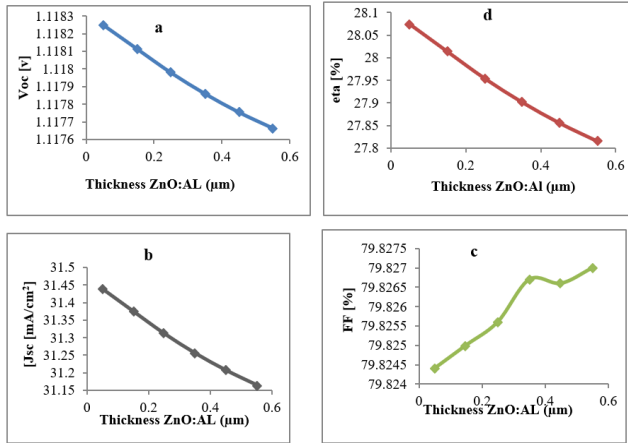 a
Voc [v]
1.1183
1.1182
1.1181
1.118
1.1179
1.1178
1.1177
1.1176
0 0.2 0.4 0.6
Thickness ZnO:AL (µm)
d
eta [%]
28.1
28.05
28
27.95
27.9
27.85
27.8
0 0.2 0.4 0.6
Thickness ZnO:Al (µm)
b
[Jsc [mA/cm²]
31.5
31.45
31.4
31.35
31.3
31.25
31.2
31.15
0 0.2 0.4 0.6
Thickness ZnO:AL (µm)
c
FF [%]
79.8275
79.827
79.8265
79.826
79.8255
79.825
79.8245
79.824
0 0.2 0.4 0.6
Thickness ZnO:AL (µm)